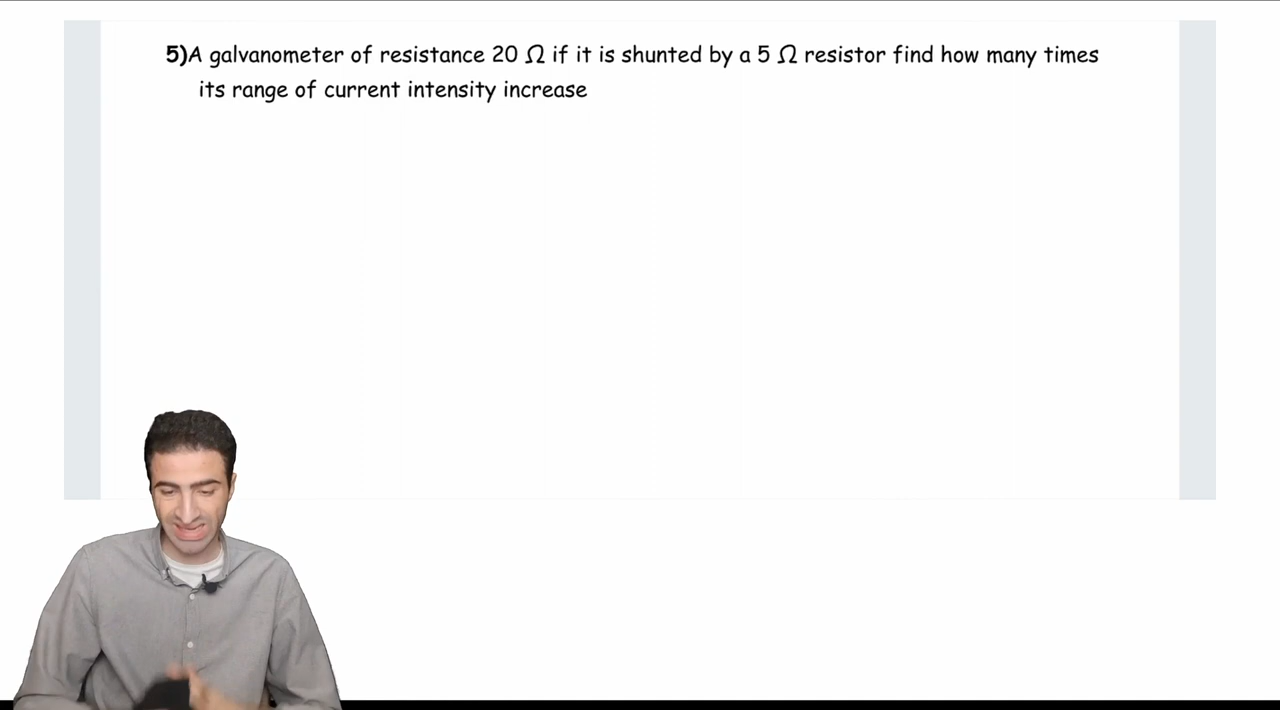 5)A galvanometer of resistance 20 Ω if it is shunted by a 5 Ω resistor find how many times
its range of current intensity increase